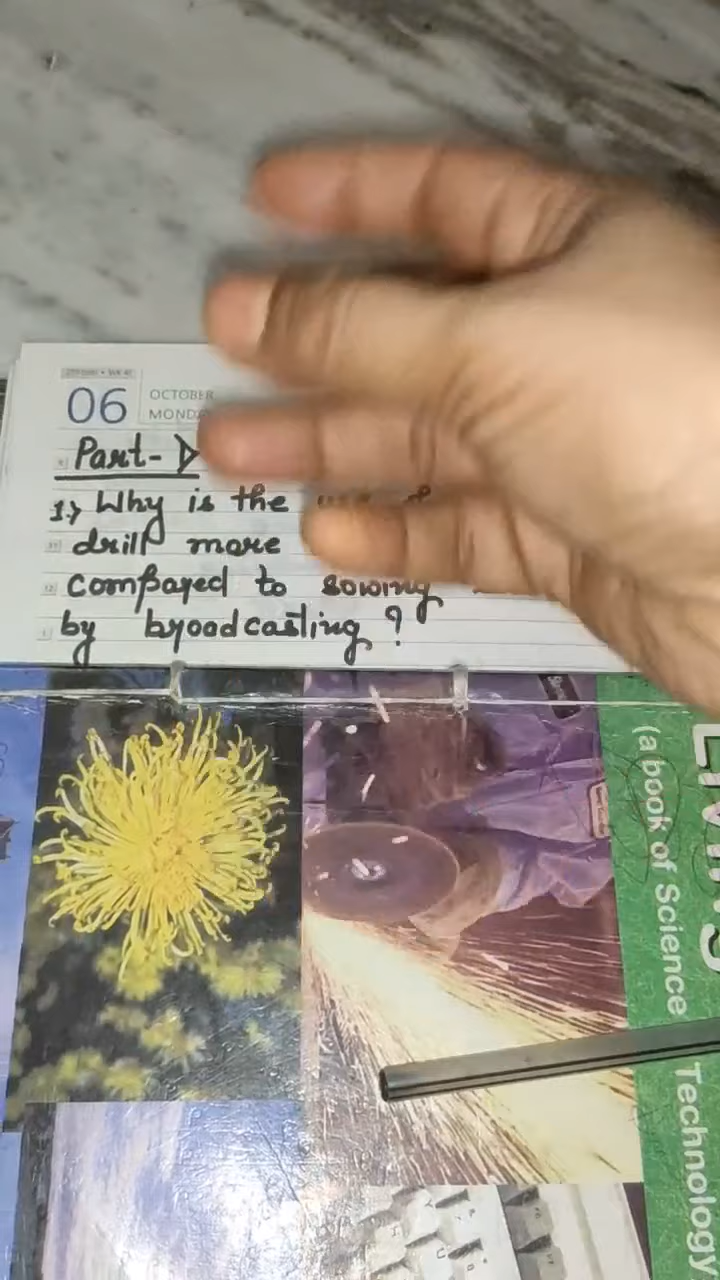 06
OCTOBER
Part- D
1.) Why is the
drill more
compared to sowing
by broadcasting ?
(a book of Science
Technology